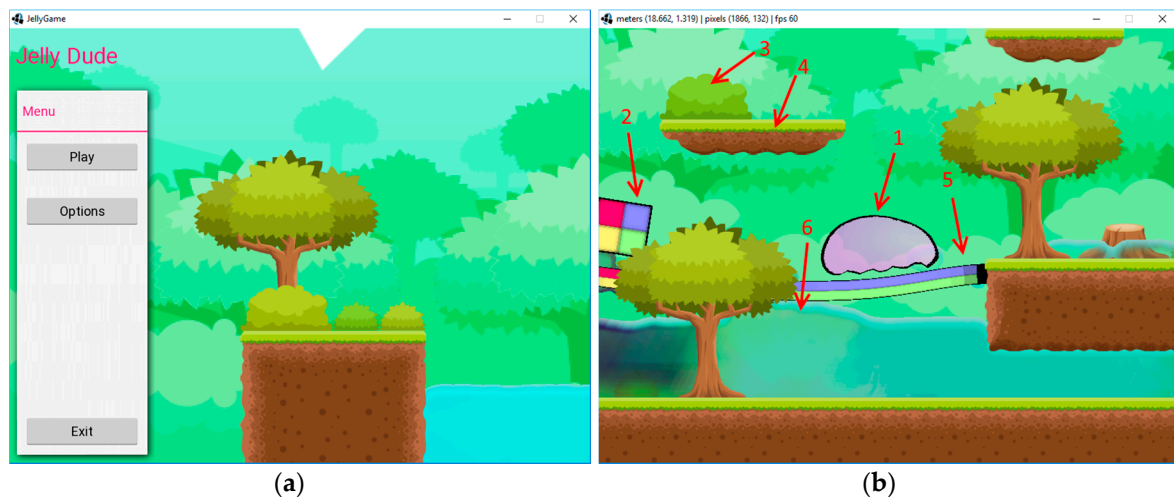 JellyGame
Jelly Dude
Menu
Play
Options
Exit
(a)
meters (18.662, 1.319) | pixels (1866, 132) | fps 60
3
4
2
1
5
6
(b)